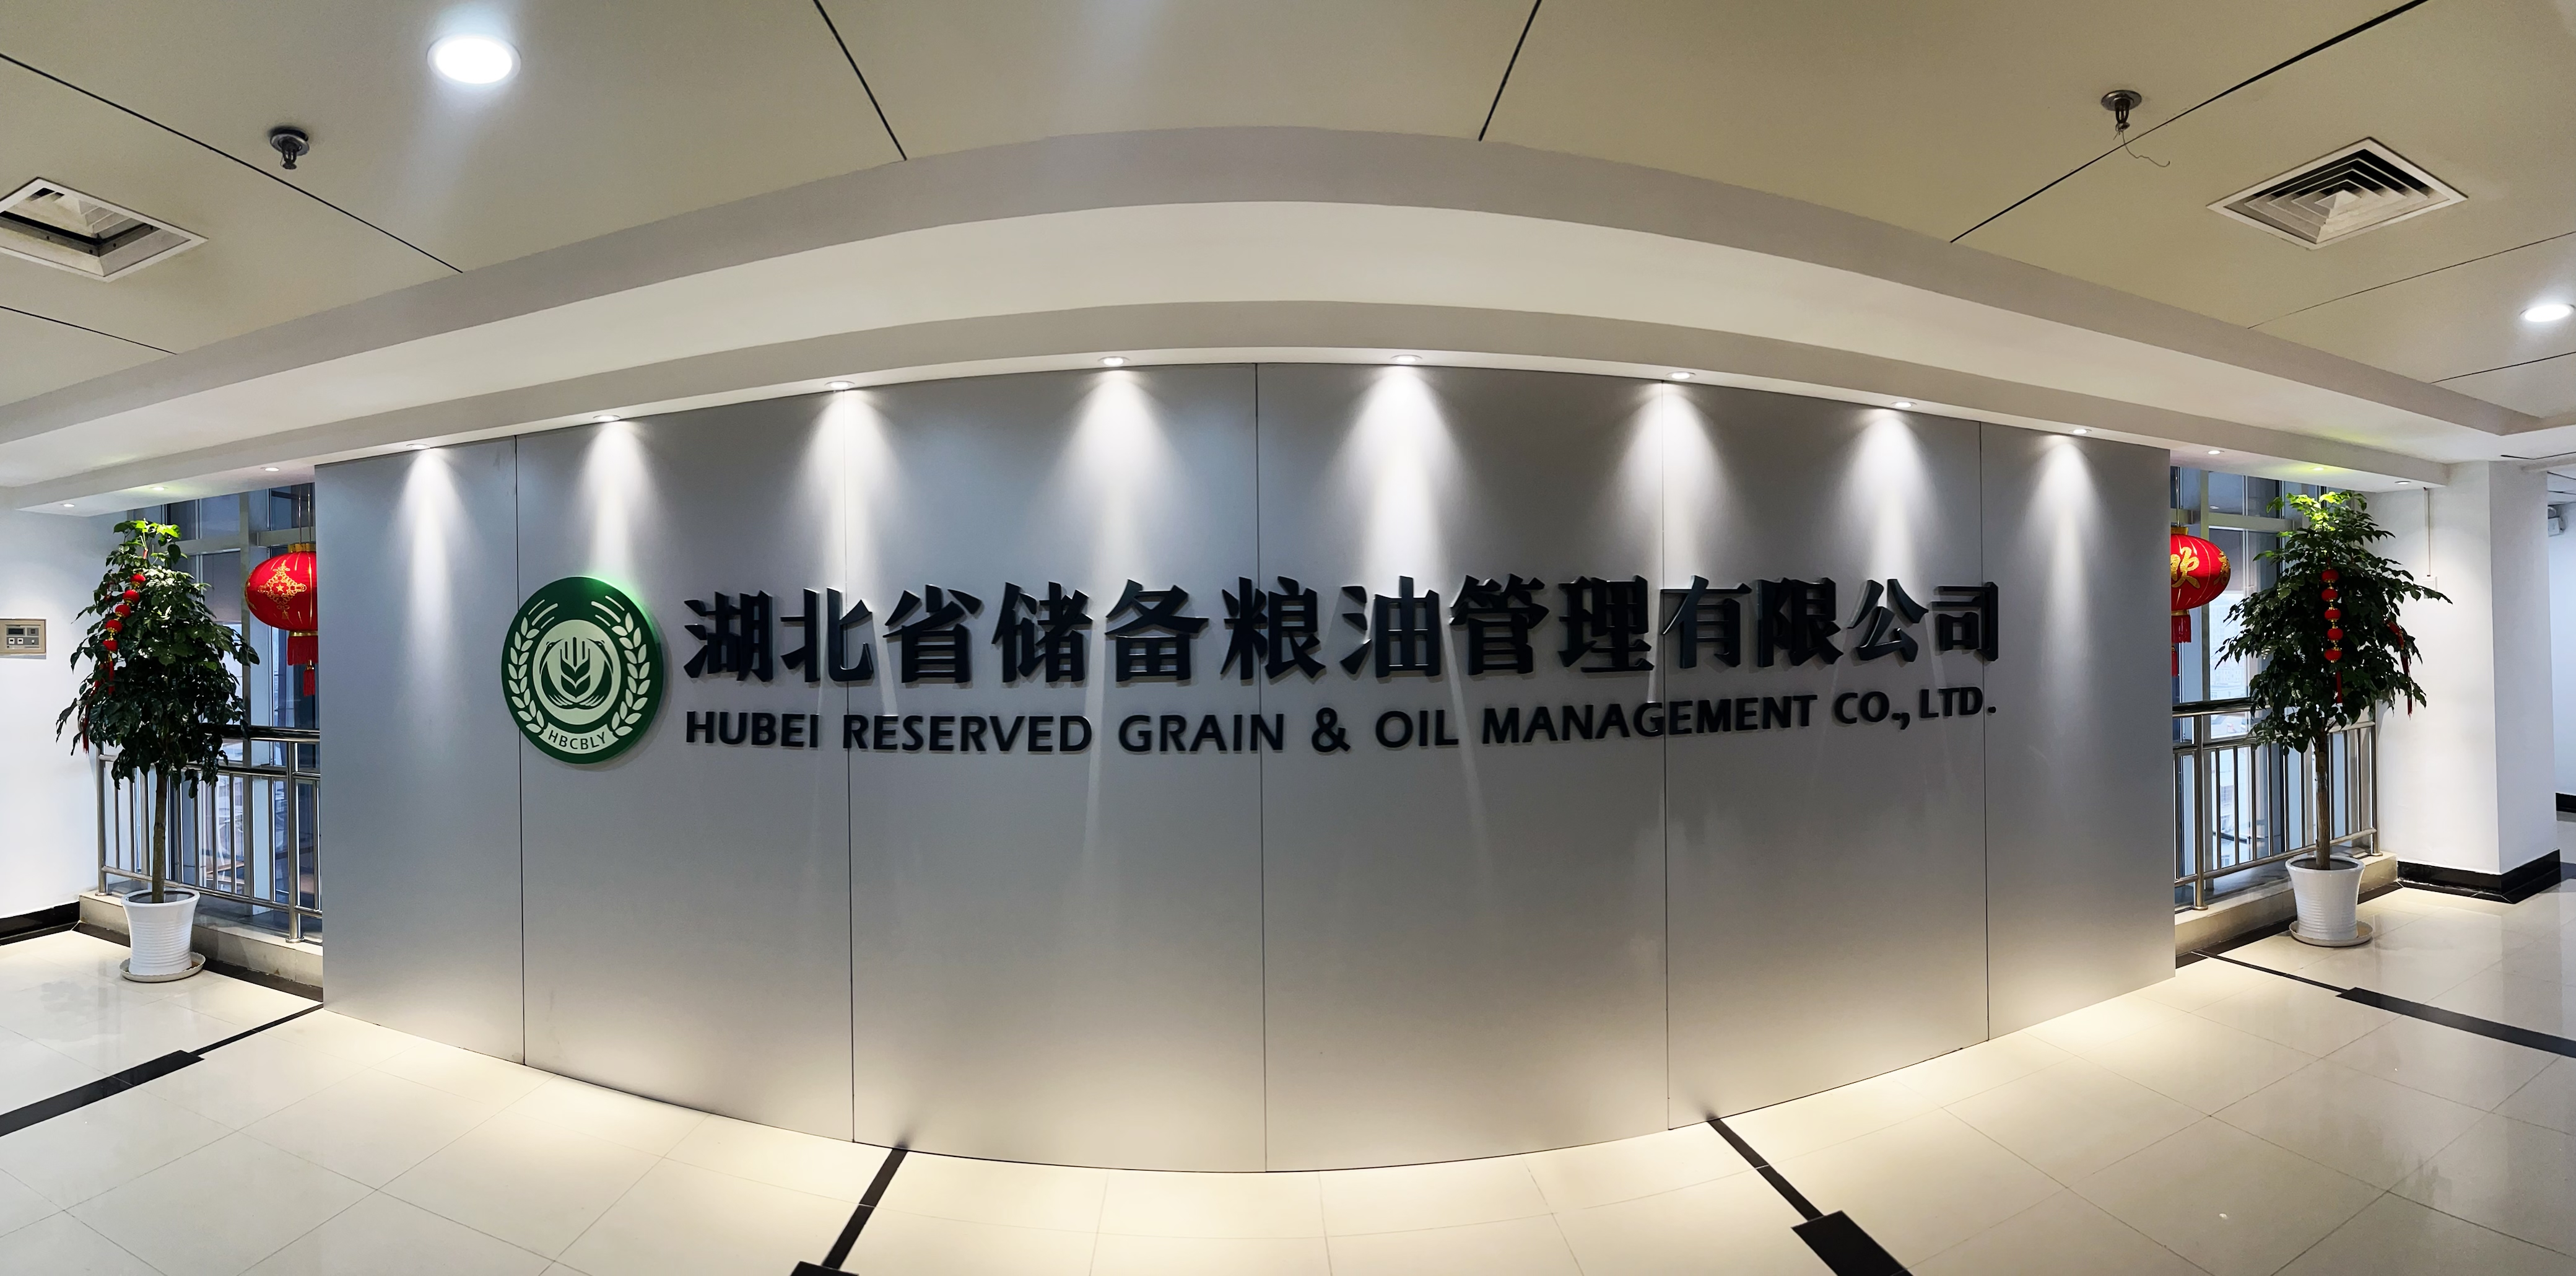 湖北省储备粮油管理有限公司
HUBEI RESERVED GRAIN & OIL MANAGEMENT CO., LTD.
HBCBLY